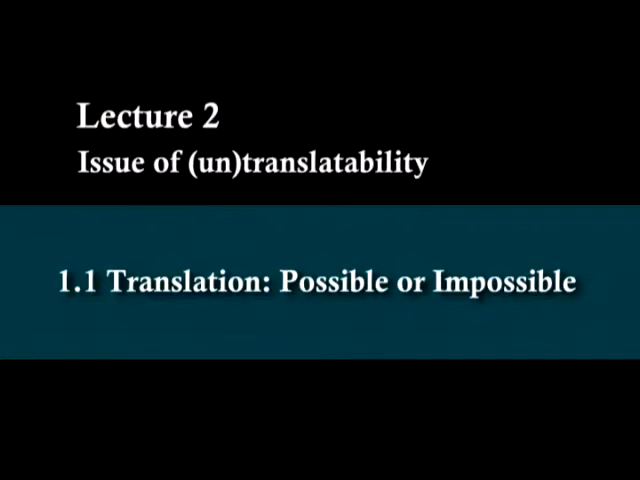 Lecture 2
Issue of (un)translatability
1.1 Translation: Possible or Impossible